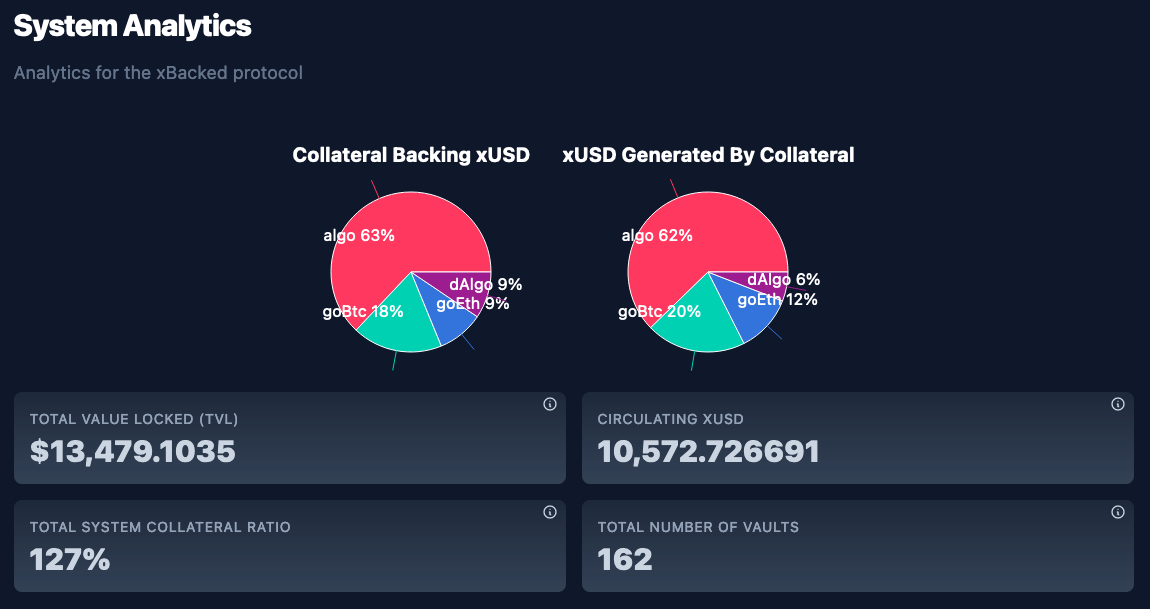 System Analytics
Analytics for the xBacked protocol
Collateral Backing xUSD
algo 63%
dAlgo 9%
goEth 9%
goBtc 18%
xUSD Generated By Collateral
algo 62%
dAlgo 6%
goEth 12%
goBtc 20%
TOTAL VALUE LOCKED (TVL)
$13,479.1035
CIRCULATING XUSD
10,572.726691
TOTAL SYSTEM COLLATERAL RATIO
127%
TOTAL NUMBER OF VAULTS
162